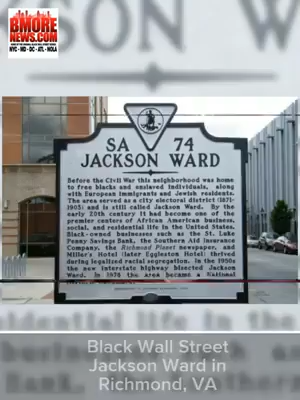 BMORE
NEWS.COM
NYC - MD - DC - ATL - NOLA
SA 74
JACKSON WARD
Before the Civil War this neighborhood was home
to free blacks and enslaved individuals, along
with European immigrants and Jewish residents.
The area served as a city electoral district (1871-
1905) and is still called Jackson Ward. By the
early 20th century it had become one of the
premier centers of African American business,
social, and residential life in the United States.
Black-owned businesses such as the St. Luke
Penny Savings Bank, the Southern Aid Insurance
Company, the Richmond Planet newspaper, and
Miller's Hotel (later Eggleston Hotel) thrived
during legalized racial segregation. In the 1950s
the new interstate highway bisected Jackson
Ward. In 1978 the area became a National
Black Wall Street
Jackson Ward in
Richmond, VA